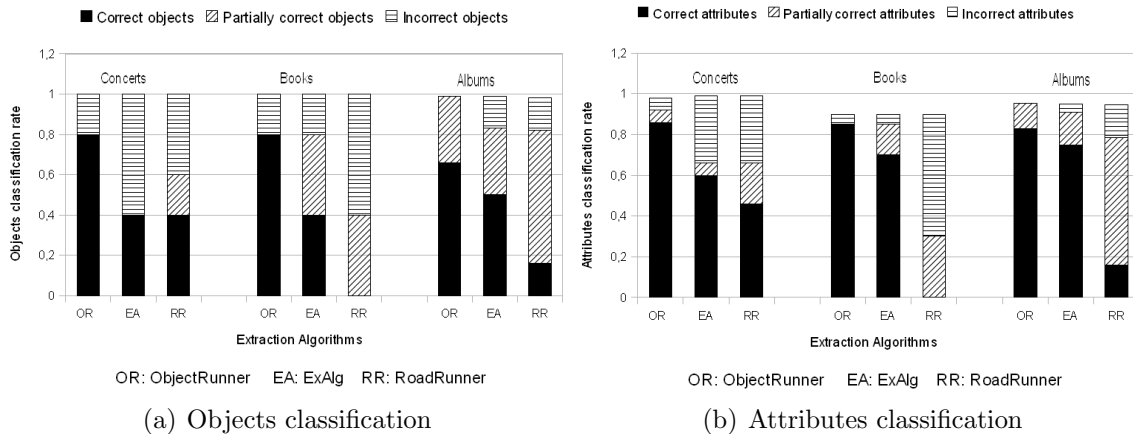 Correct objects Partially correct objects Incorrect objects
1,2
1
0,8
0,6
0,4
0,2
0
Objects classification rate
Concerts Books Albums
OR EA RR OR EA RR OR EA RR
Extraction Algorithms
OR: ObjectRunner EA: ExAlg RR: RoadRunner
(a) Objects classification
Correct attributes Partially correct attributes Incorrect attributes
1,2
1
0,8
0,6
0,4
0,2
0
Attributes classification rate
Concerts Books Albums
OR EA RR OR EA RR OR EA RR
Extraction Algorithms
OR: ObjectRunner EA: ExAlg RR: RoadRunner
(b) Attributes classification